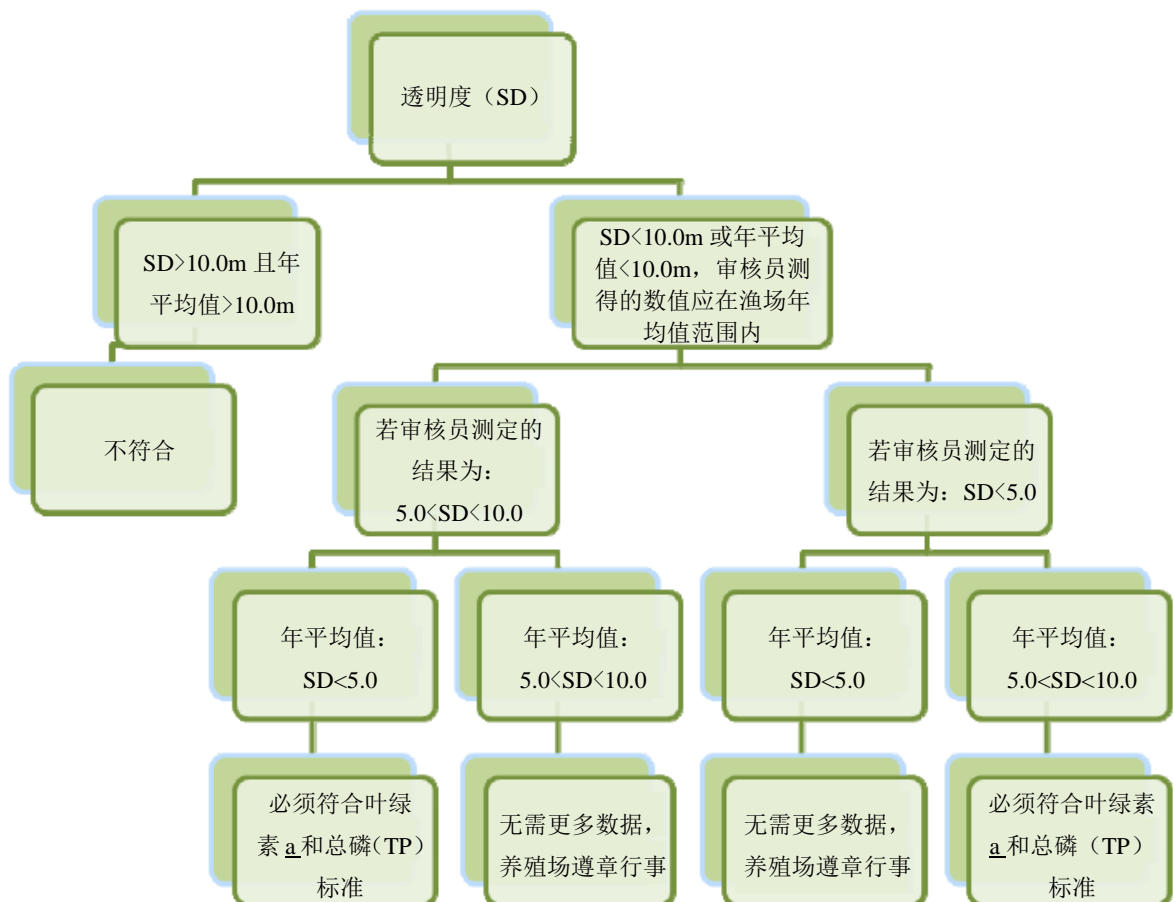 透明度（SD）
SD>10.0m 且年
平均值>10.0m
SD<10.0m 或年平均
值<10.0m，审核员测
得的数值应在渔场年
均值范围内
不符合
若审核员测定的
结果为：
5.0<SD<10.0
若审核员测定的
结果为：SD<5.0
年平均值：
SD<5.0
年平均值：
5.0<SD<10.0
年平均值：
SD<5.0
年平均值：
5.0<SD<10.0
必须符合叶绿
素 a 和总磷（TP）
标准
无需更多数据，
养殖场遵章行事
无需更多数据，
养殖场遵章行事
必须符合叶绿素
a 和总磷（TP）
标准